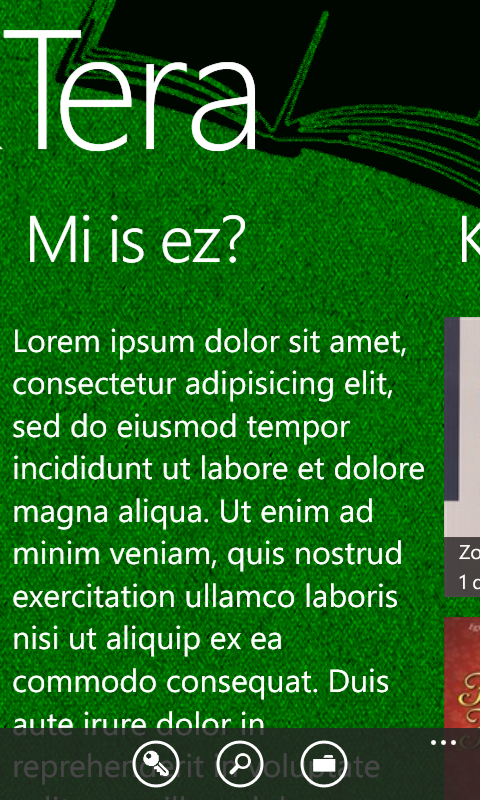 Tera
Mi is ez?
Lorem ipsum dolor sit amet,
consectetur adipisicing elit,
sed do eiusmod tempor
incididunt ut labore et dolore
magna aliqua. Ut enim ad
minim veniam, quis nostrud
exercitation ullamco laboris
nisi ut aliquip ex ea
commodo consequat. Duis
aute irure dolor in
reprehenderit in voluptate
K
Zo
1 d